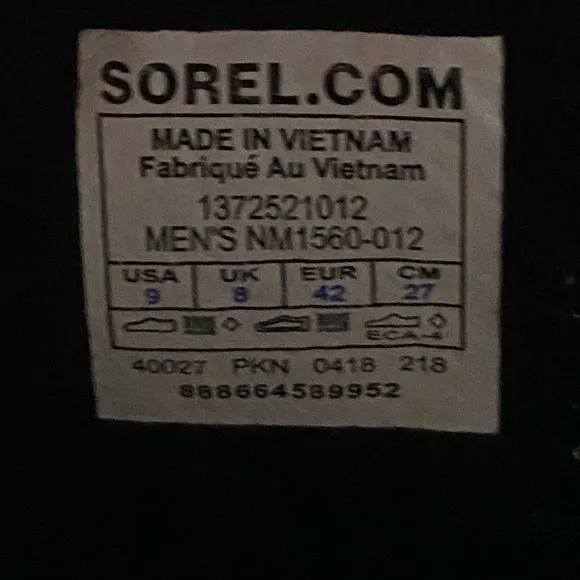 SOREL.COM
MADE IN VIETNAM
Fabriqué Au Vietnam
1372521012
MEN'S NM1560-012
USA UK EUR CM
9 8 42 27
ECA-4
40027 PKN 0418 218
888664589952